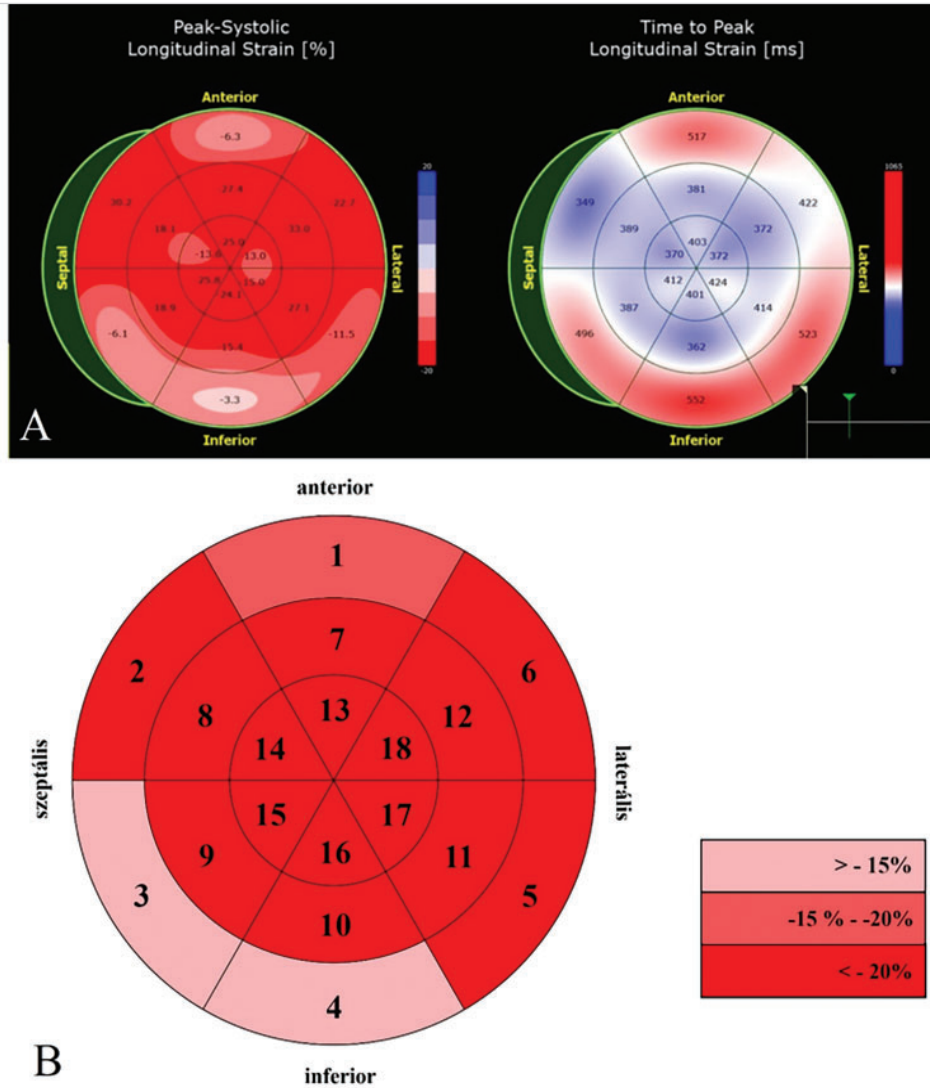 Peak-Systolic
Longitudinal Strain [%]
Time to Peak
Longitudinal Strain [ms]
Anterior
Anterior
-6.3
517
20
1065
30.2
27.4
22.7
349
381
422
18.1
33.0
389
372
25.0
403
-13.8
13.0
370
372
Septal
Lateral
Septal
Lateral
25.8
-15.0
412
424
-24.1
401
18.9
27.1
387
414
-6.1
-11.5
496
523
15.4
362
-20
0
-3.3
552
A
Inferior
Inferior
anterior
1
2
7
6
8
13
12
14
18
szeptális
laterális
15
17
9
16
11
3
5
10
4
> - 15%
-15 % - -20%
< - 20%
B
inferior